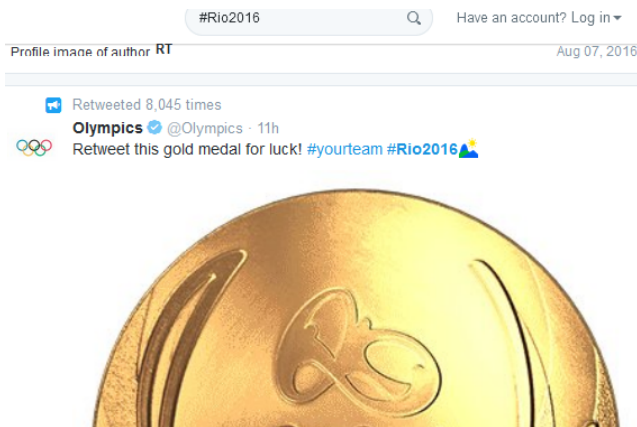 #Rio2016 Have an account? Log in
Profile image of author RT Aug 07, 2016
Retweeted 8,045 times
Olympics @Olympics · 11h
Retweet this gold medal for luck! #yourteam #Rio2016